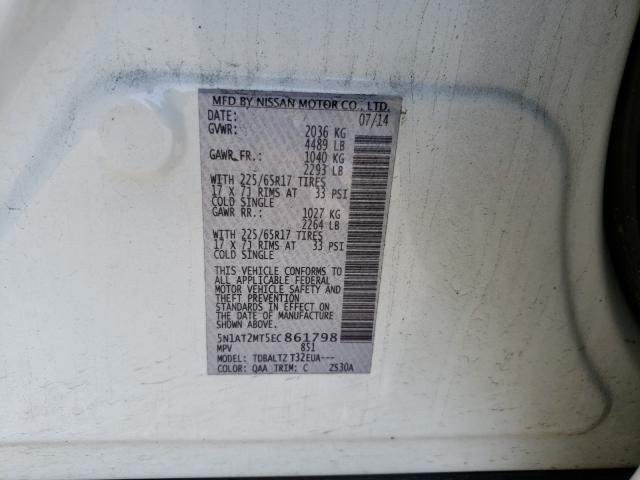 MFD BY NISSAN MOTOR CO., LTD.
DATE: 07/14
GVWR: 2036 KG
4489 LB
GAWR FR.: 1040 KG
2293 LB
WITH 225/65R17 TIRES
17 X 7J RIMS AT 33 PSI
COLD SINGLE
GAWR RR.: 1027 KG
2264 LB
WITH 225/65R17 TIRES
17 X 7J RIMS AT 33 PSI
COLD SINGLE
THIS VEHICLE CONFORMS TO
ALL APPLICABLE FEDERAL
MOTOR VEHICLE SAFETY AND
THEFT PREVENTION
STANDARDS IN EFFECT ON
DATE SHOWN ABOVE.
5N1AT2MT5EC861798
MPV 851
MODEL: TDBALTZ T32EUA---
COLOR: QAA TRIM: C ZS30A